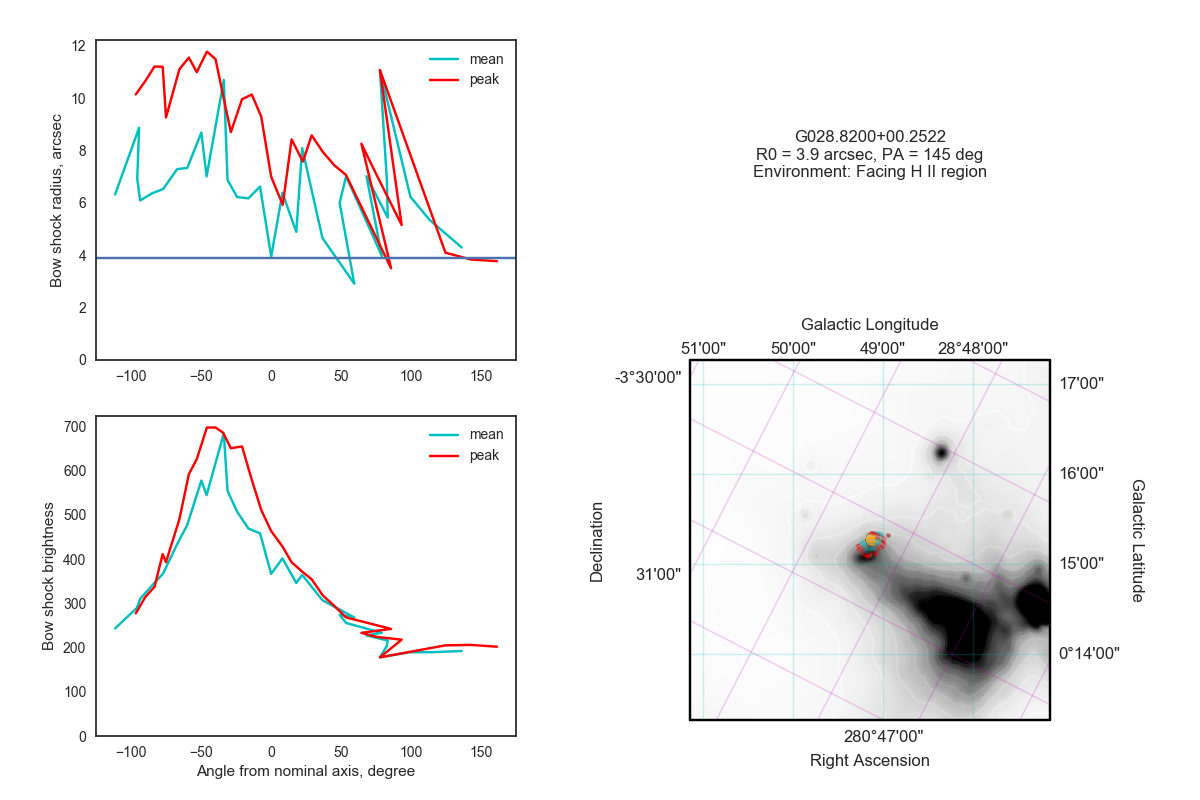 12
10
8
6
4
2
0
Bow shock radius, arcsec
mean
peak
−100
−50
0
50
100
150
700
600
500
400
300
200
100
0
Bow shock brightness
mean
peak
−100
−50
0
50
100
150
Angle from nominal axis, degree
G028.8200+00.2522
R0 = 3.9 arcsec, PA = 145 deg
Environment: Facing H II region
Galactic Longitude
51'00"
50'00"
49'00"
28°48'00"
-3°30'00"
31'00"
Declination
17'00"
16'00"
15'00"
0°14'00"
Galactic Latitude
280°47'00"
Right Ascension